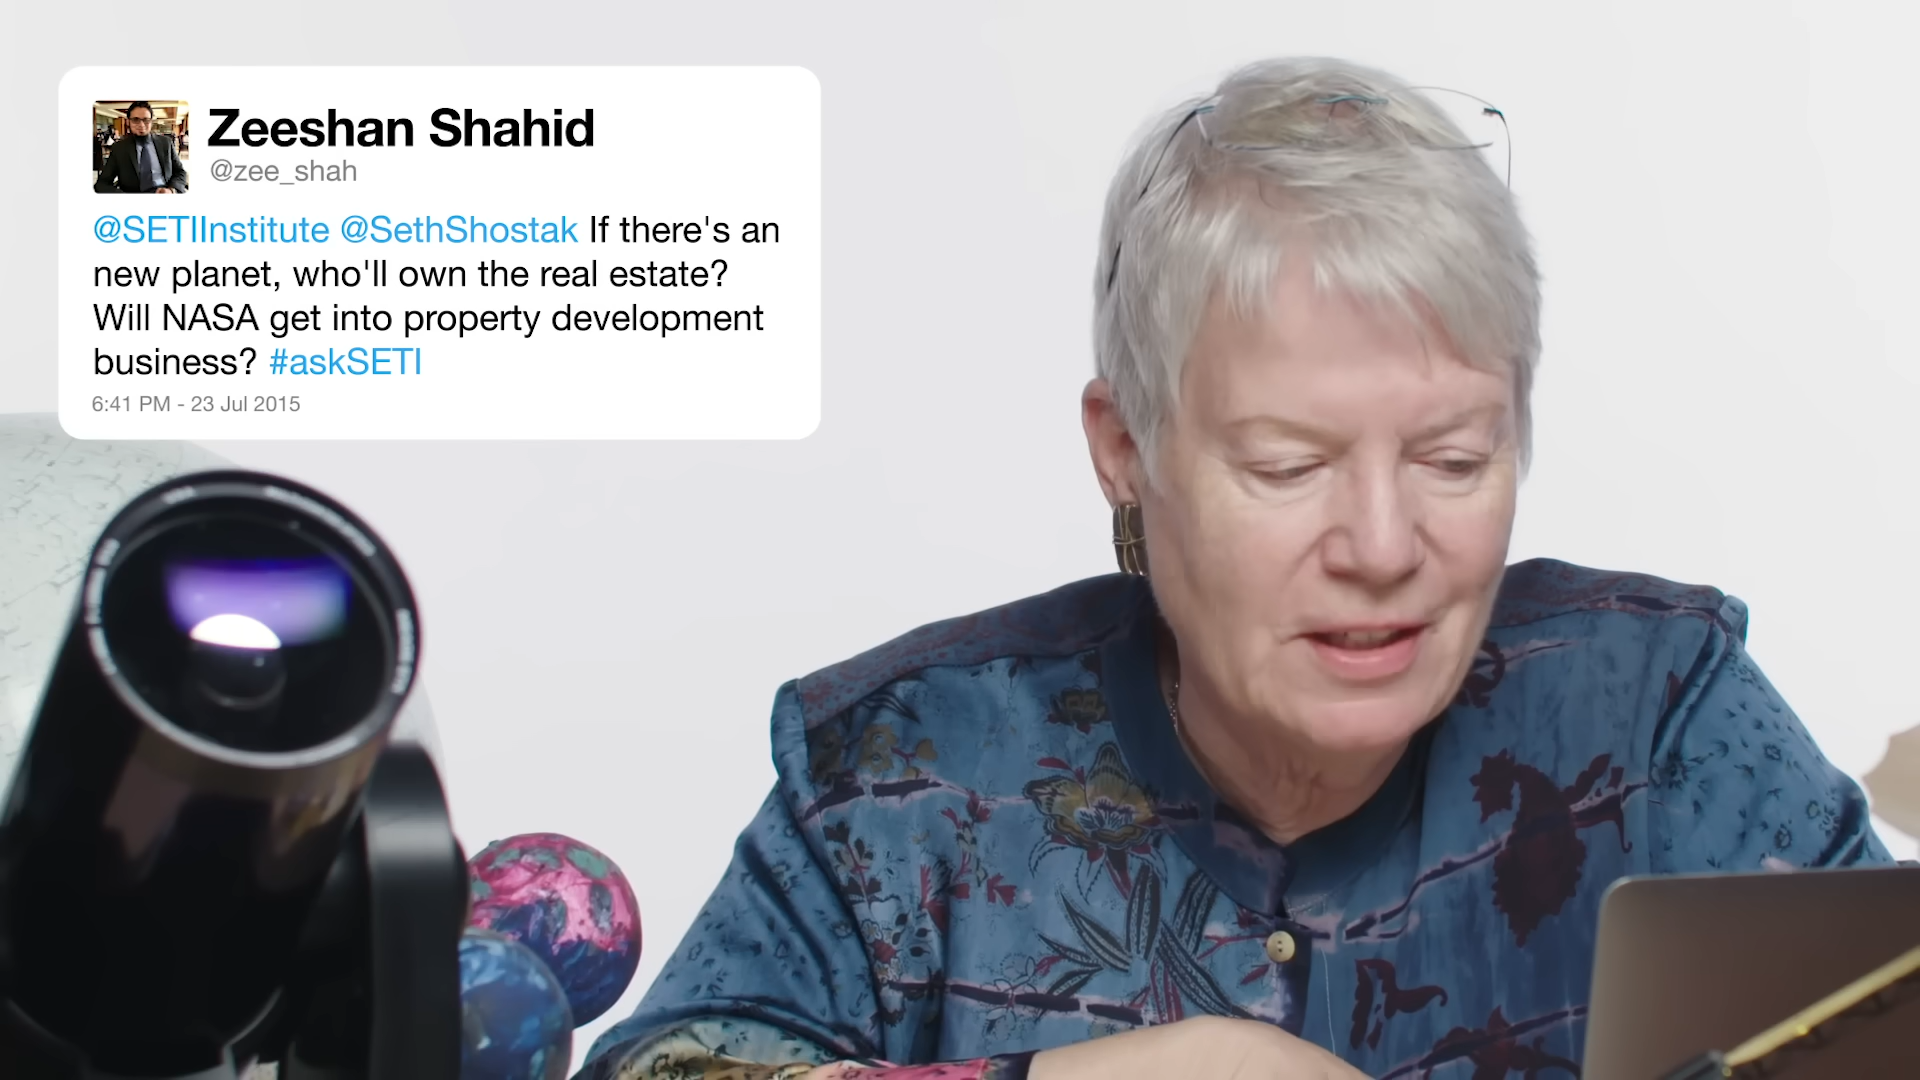 Zeeshan Shahid
@zee_shah
@SETIInstitute @SethShostak If there's an
new planet, who'll own the real estate?
Will NASA get into property development
business? #askSETI
6:41 PM - 23 Jul 2015